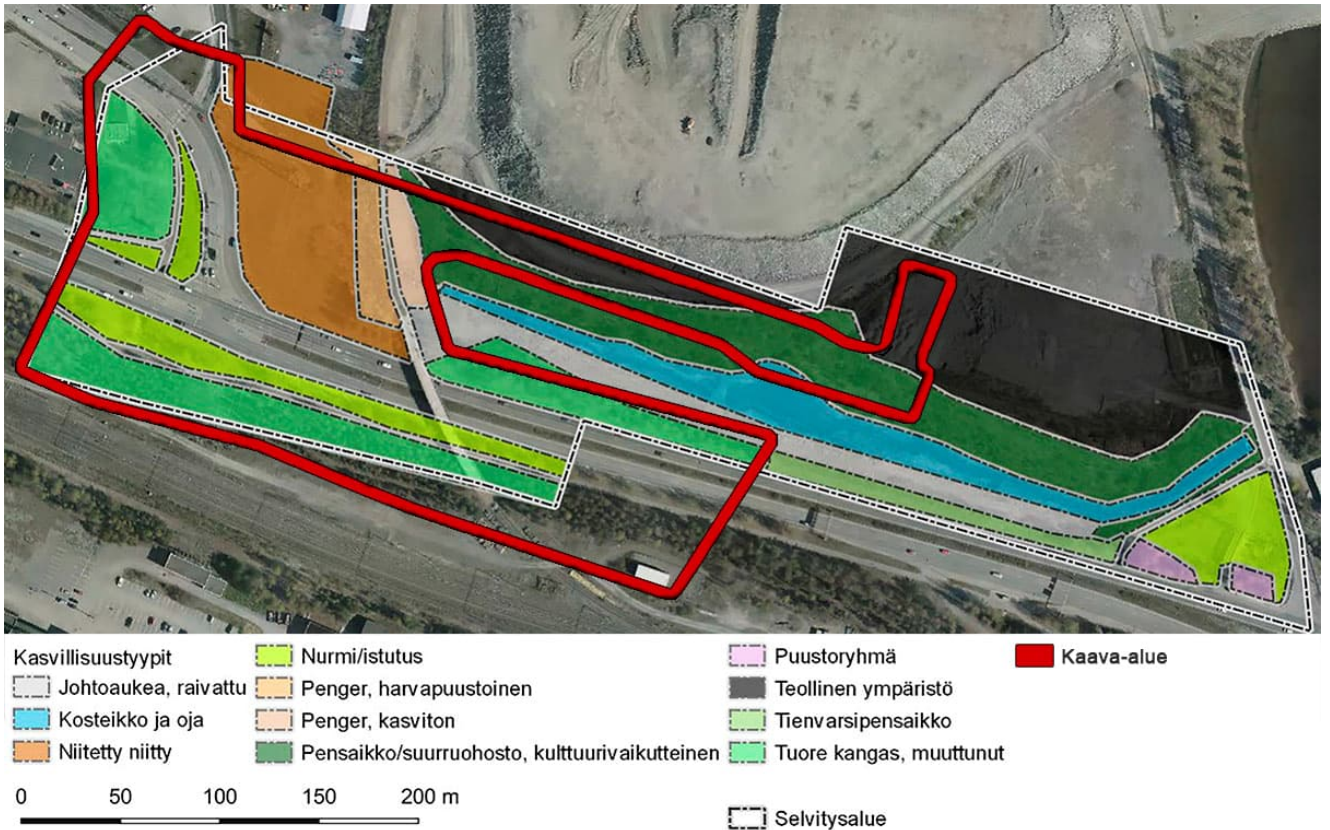 Kasvillisuustyypit
Johtoaukea, raivattu
Kosteikko ja oja
Niitetty niitty
Nurmi/istutus
Penger, harvapuustoinen
Penger, kasviton
Pensaikko/suurruohosto, kulttuurivaikutteinen
Puustoryhmä
Teollinen ympäristö
Tienvarsipensaikko
Tuore kangas, muuttunut
Kaava-alue
Selvitysalue
0 50 100 150 200 m